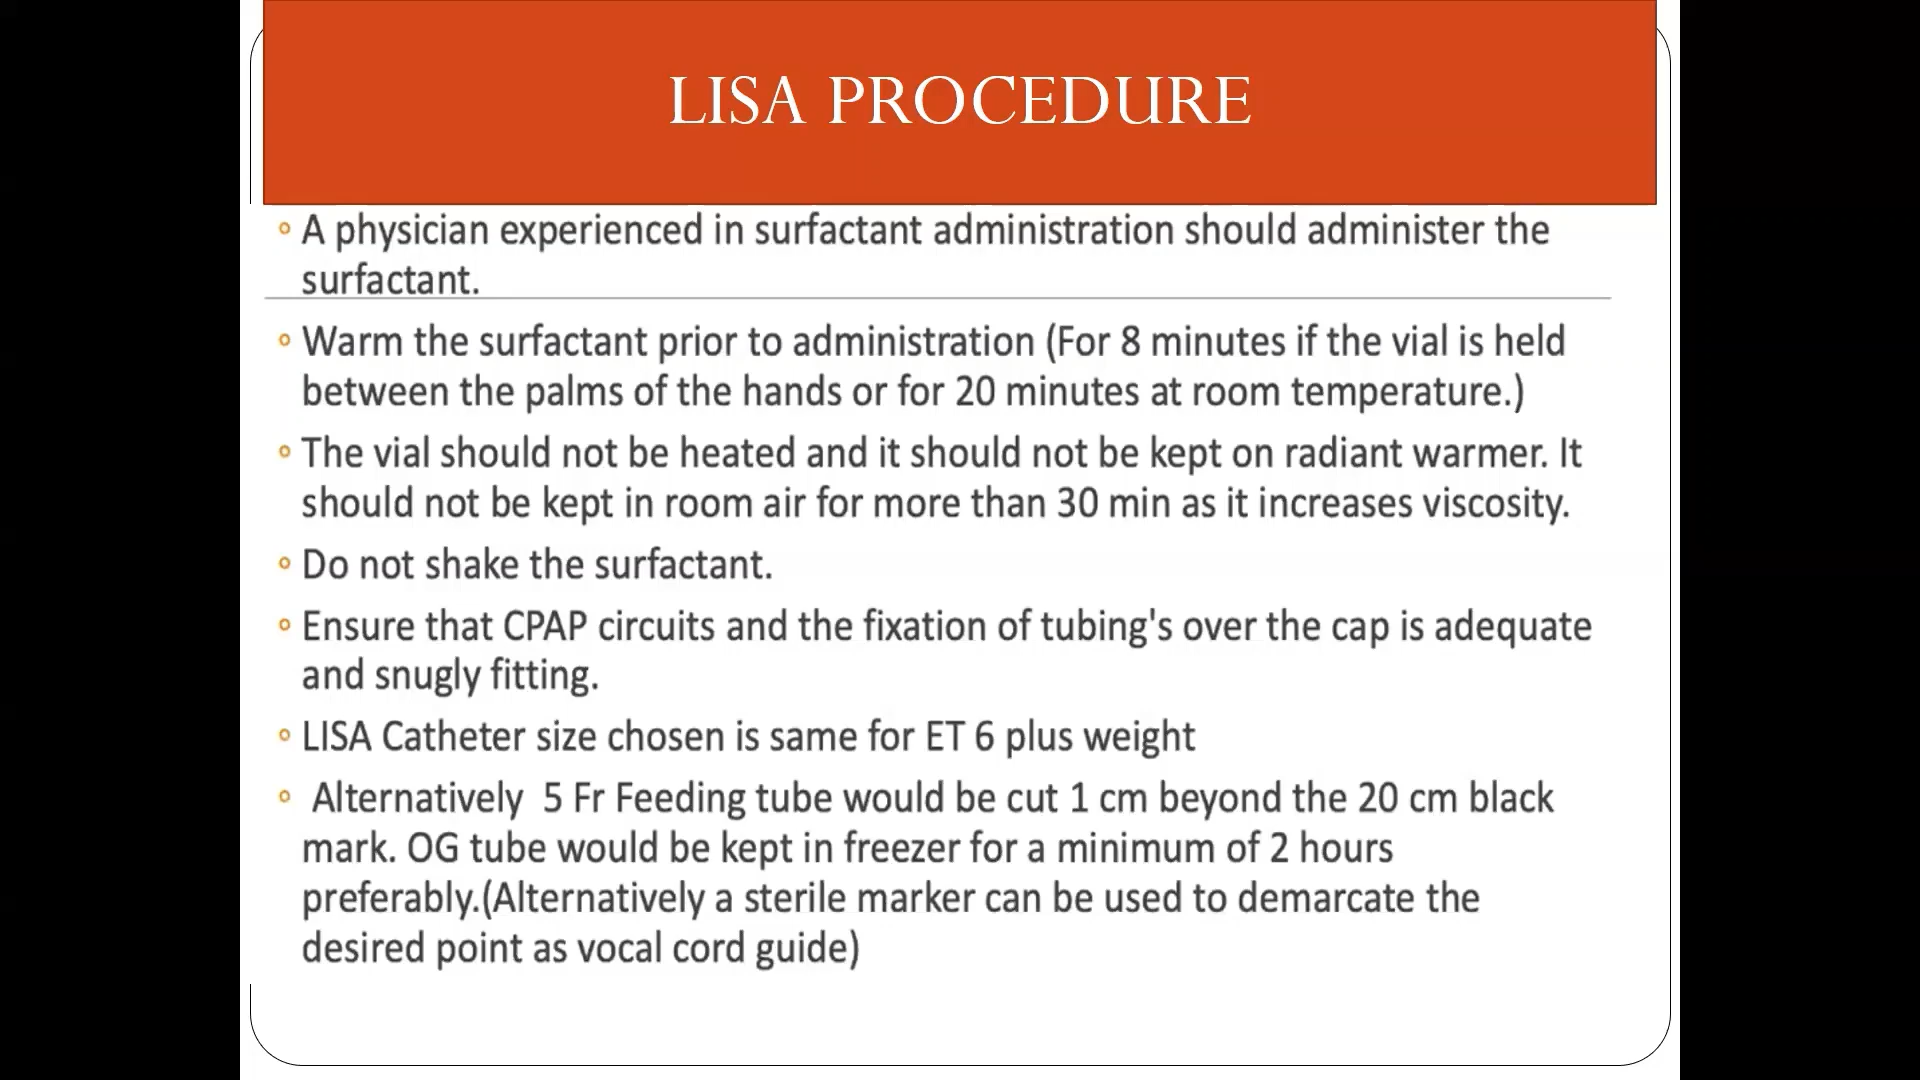 LISA PROCEDURE
A physician experienced in surfactant administration should administer the
surfactant.
Warm the surfactant prior to administration (For 8 minutes if the vial is held
between the palms of the hands or for 20 minutes at room temperature.)
The vial should not be heated and it should not be kept on radiant warmer. It
should not be kept in room air for more than 30 min as it increases viscosity.
Do not shake the surfactant.
Ensure that CPAP circuits and the fixation of tubing's over the cap is adequate
and snugly fitting.
LISA Catheter size chosen is same for ET 6 plus weight
Alternatively 5 Fr Feeding tube would be cut 1 cm beyond the 20 cm black
mark. OG tube would be kept in freezer for a minimum of 2 hours
preferably.(Alternatively a sterile marker can be used to demarcate the
desired point as vocal cord guide)